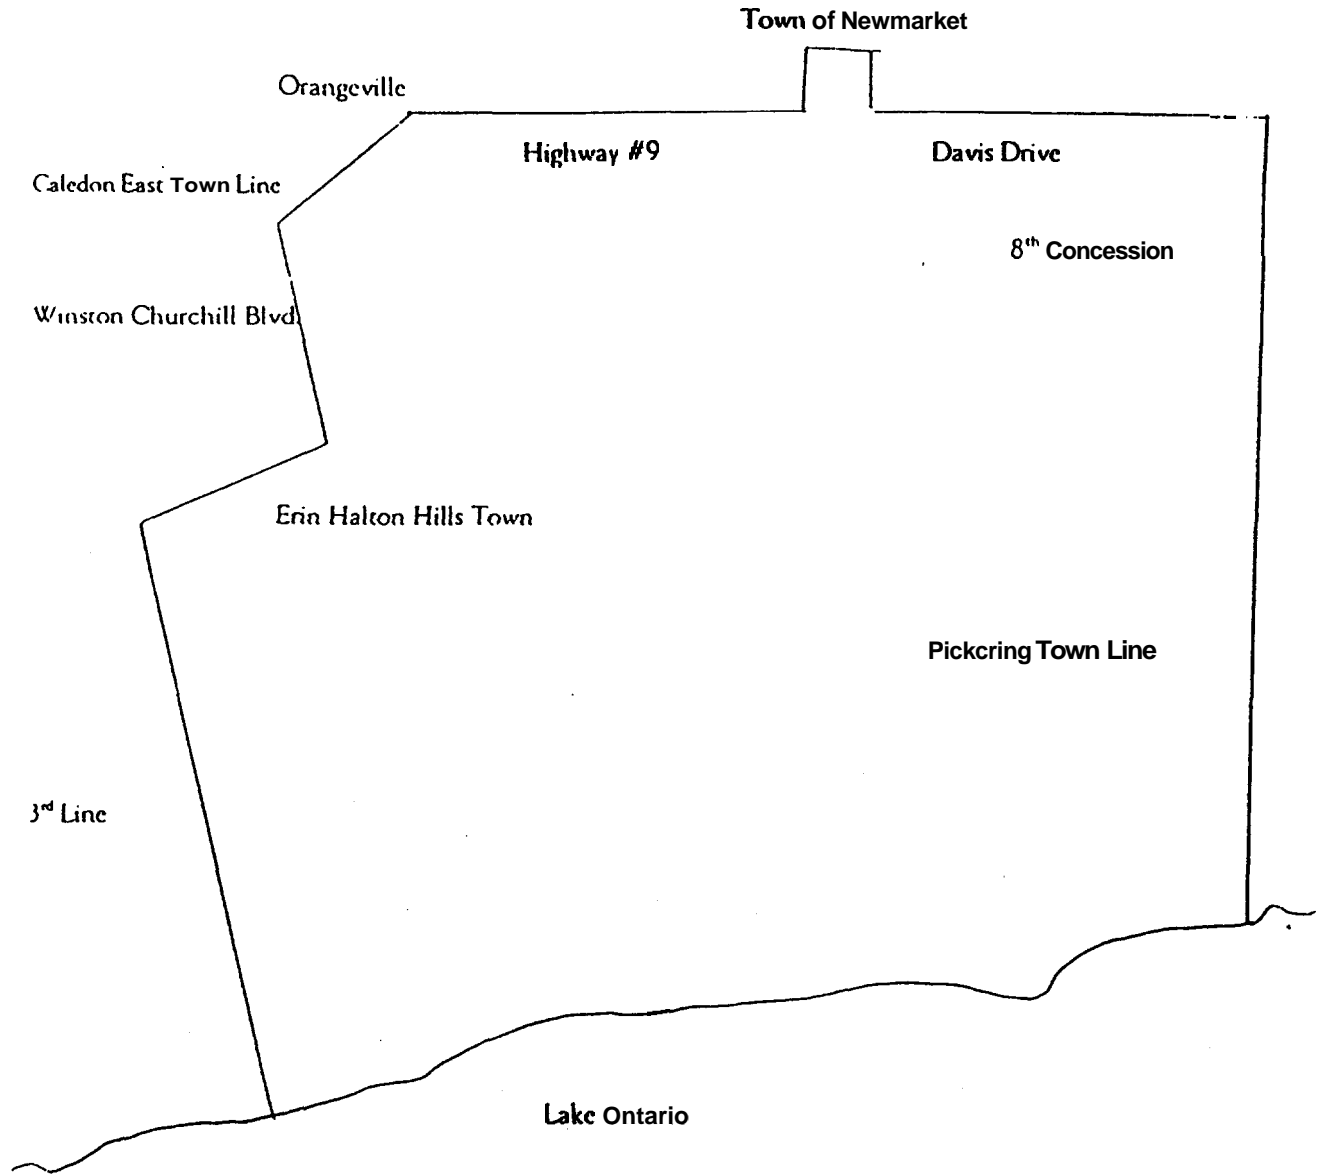 Town of Newmarket
Orangeville
Highway #9
Davis Drive
Caledon East Town Line
8th Concession
Winston Churchill Blvd.
Erin Halton Hills Town
Pickcring Town Line
3rd Line
Lake Ontario